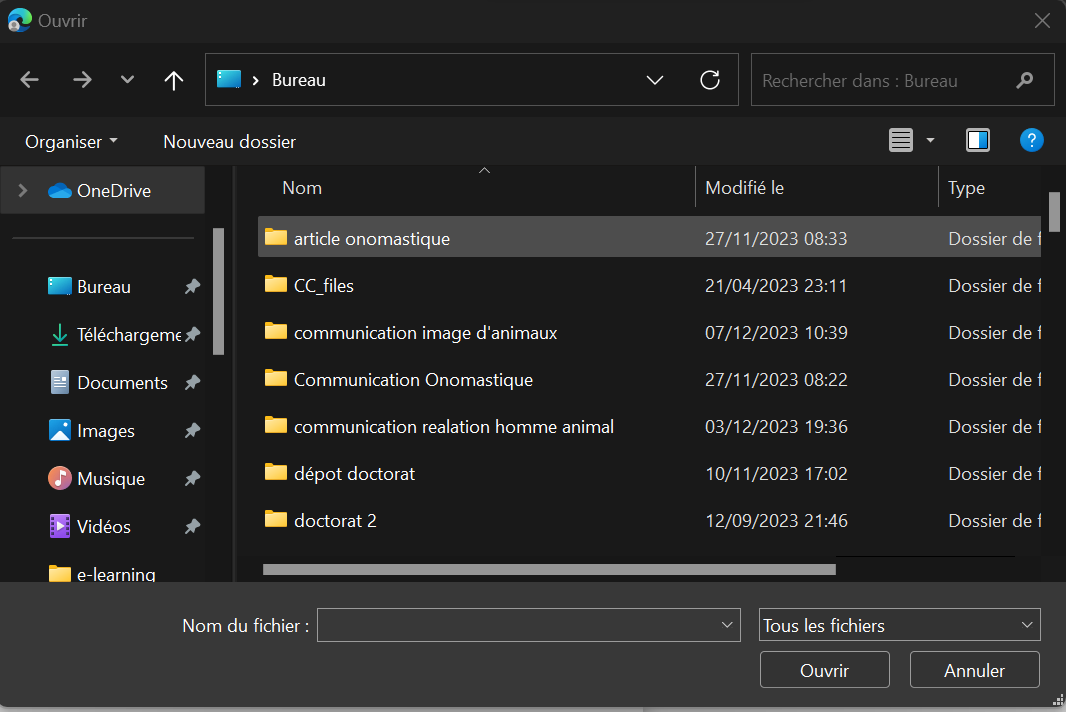 Ouvrir
Bureau
Rechercher dans : Bureau
Organiser
Nouveau dossier
OneDrive
Bureau
Téléchargeme
Documents
Images
Musique
Vidéos
e-learning
Nom Modifié le Type
article onomastique 27/11/2023 08:33 Dossier de f
CC_files 21/04/2023 23:11 Dossier de f
communication image d'animaux 07/12/2023 10:39 Dossier de f
Communication Onomastique 27/11/2023 08:22 Dossier de f
communication realation homme animal 03/12/2023 19:36 Dossier de f
dépot doctorat 10/11/2023 17:02 Dossier de f
doctorat 2 12/09/2023 21:46 Dossier de f
Nom du fichier :
Tous les fichiers
Ouvrir
Annuler